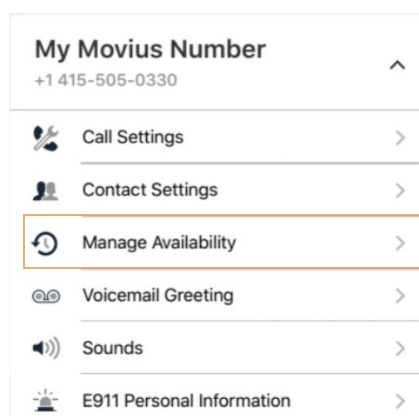 My Movius Number
+1 415-505-0330
Call Settings
Contact Settings
Manage Availability
Voicemail Greeting
Sounds
E911 Personal Information